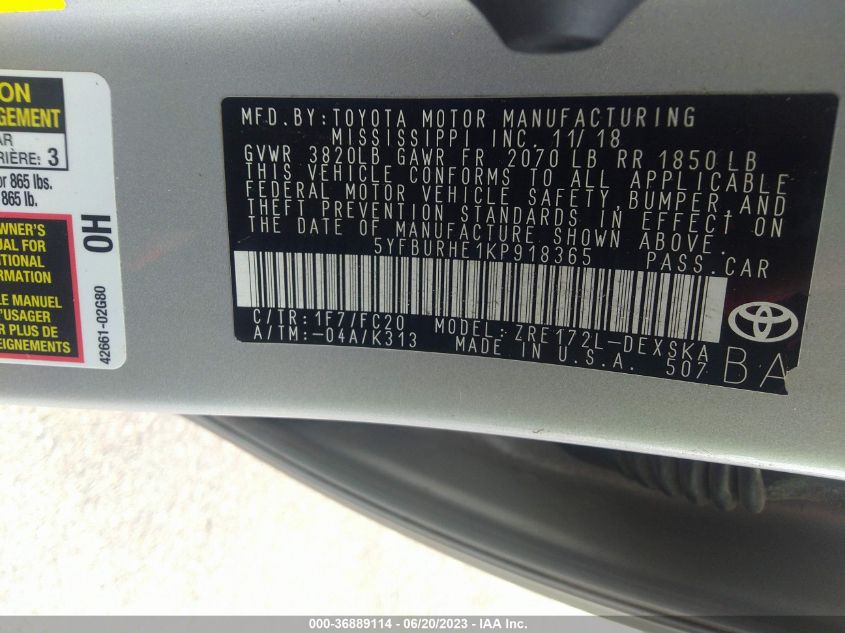 ON
GEMENT
AR
RIÈRE: 3
or 865 lbs.
865 lb.
WNER'S
UAL FOR
ITIONAL
RMATION
LE MANUEL
'USAGER
R PLUS DE
EIGNEMENTS
OH
42661-02G80
MFD.BY:TOYOTA MOTOR MANUFACTURING
MISSISSIPPI INC. 11/18
GVWR 3820LB GAWR FR 2070 LB RR 1850 LB
THIS VEHICLE CONFORMS TO ALL APPLICABLE
FEDERAL MOTOR VEHICLE SAFETY, BUMPER, AND
THEFT PREVENTION STANDARDS IN EFFECT ON
THE DATE OF MANUFACTURE SHOWN ABOVE.
5YFBURHE1KP918365 PASS.CAR
C/TR:1F7/FC20 MODEL:ZRE172L-DEXSKA
A/TM:-04A/K313 MADE IN U.S.A. 507
BA
000-36889114 - 06/20/2023 - IAA Inc.